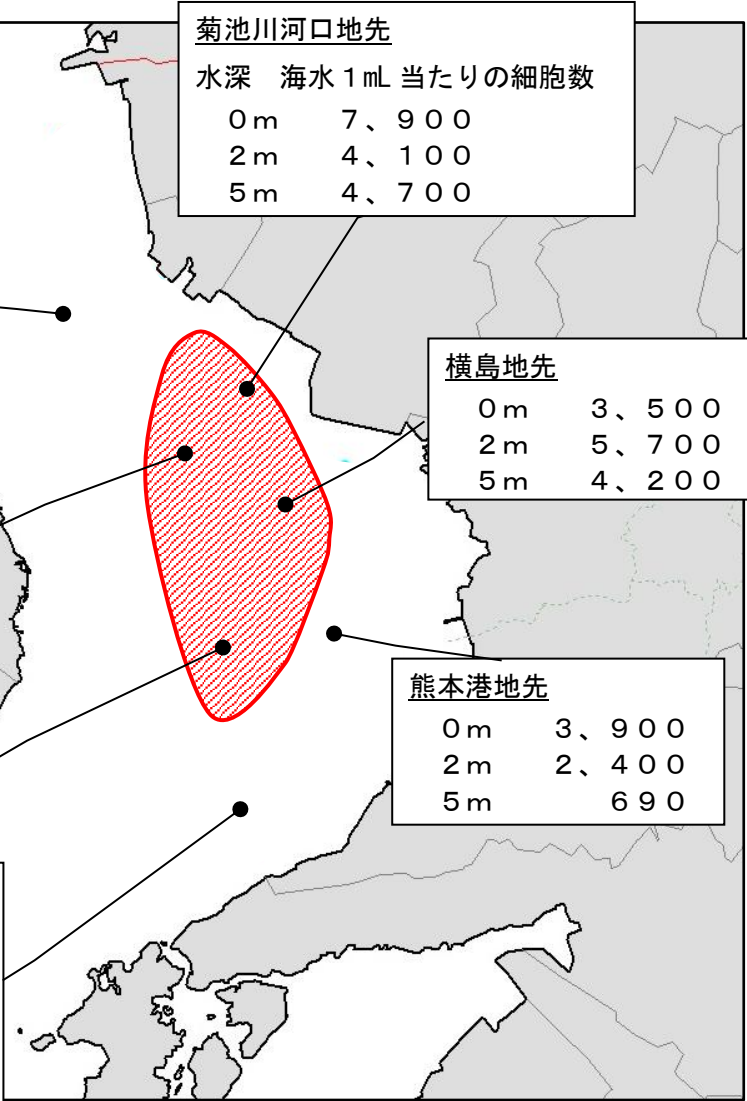 菊池川河口地先
水深　海水1mL当たりの細胞数
０ｍ　７、９００
２ｍ　４、１００
５ｍ　４、７００
横島地先
０ｍ　３、５００
２ｍ　５、７００
５ｍ　４、２００
熊本港地先
０ｍ　３、９００
２ｍ　２、４００
５ｍ　６９０